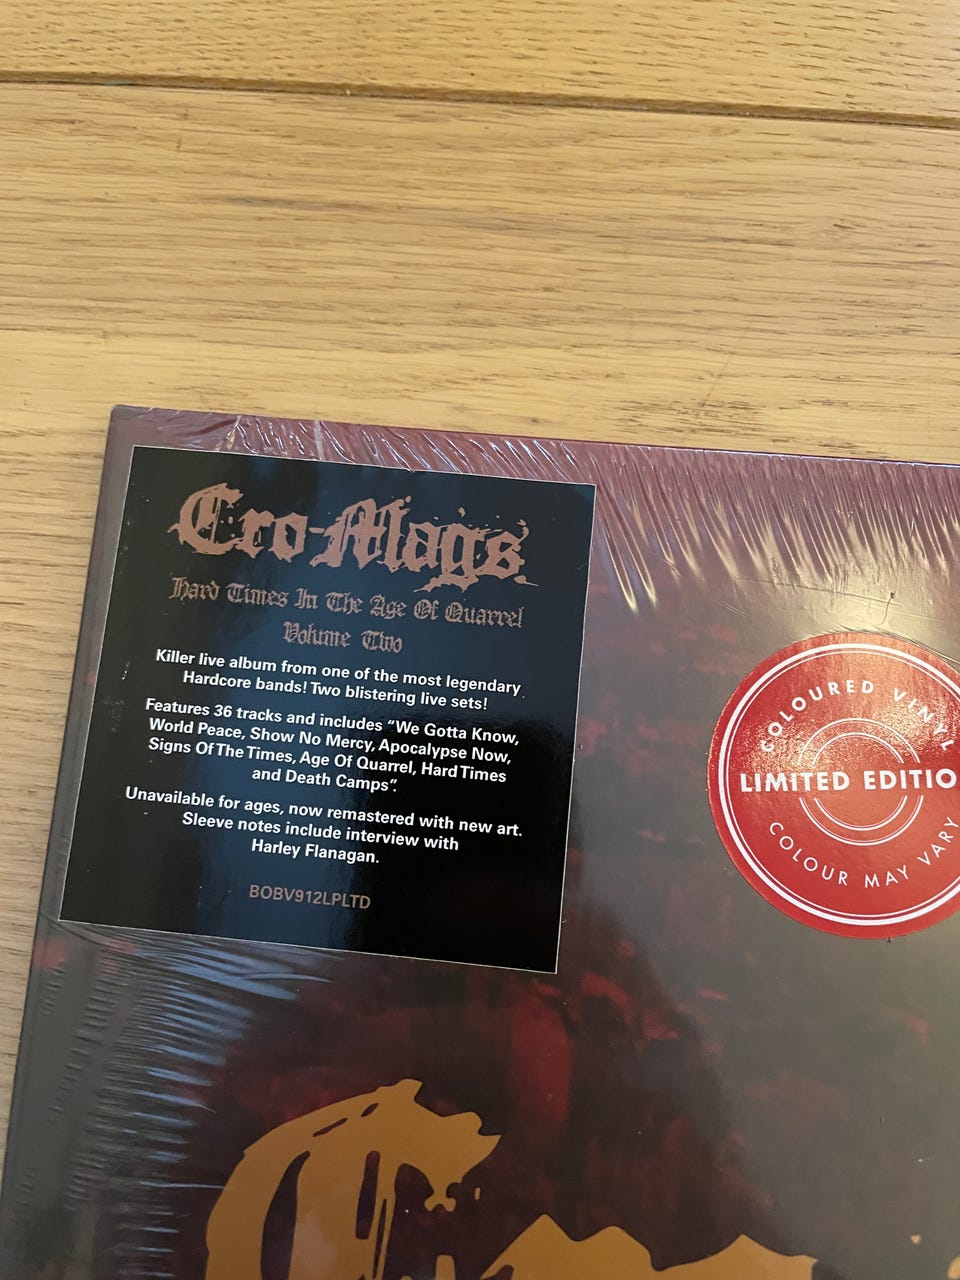 Cro-Mags
Hard Times In The Age Of Quarrel
Volume Two
Killer live album from one of the most legendary
Hardcore bands! Two blistering live sets!
Features 36 tracks and includes “We Gotta Know,
World Peace, Show No Mercy, Apocalypse Now,
Signs Of The Times, Age Of Quarrel, Hard Times
and Death Camps”.
Unavailable for ages, now remastered with new art.
Sleeve notes include interview with
Harley Flanagan.
BOBV912LPLTD
COLOURED VINYL
LIMITED EDITIO
COLOUR MAY VARY